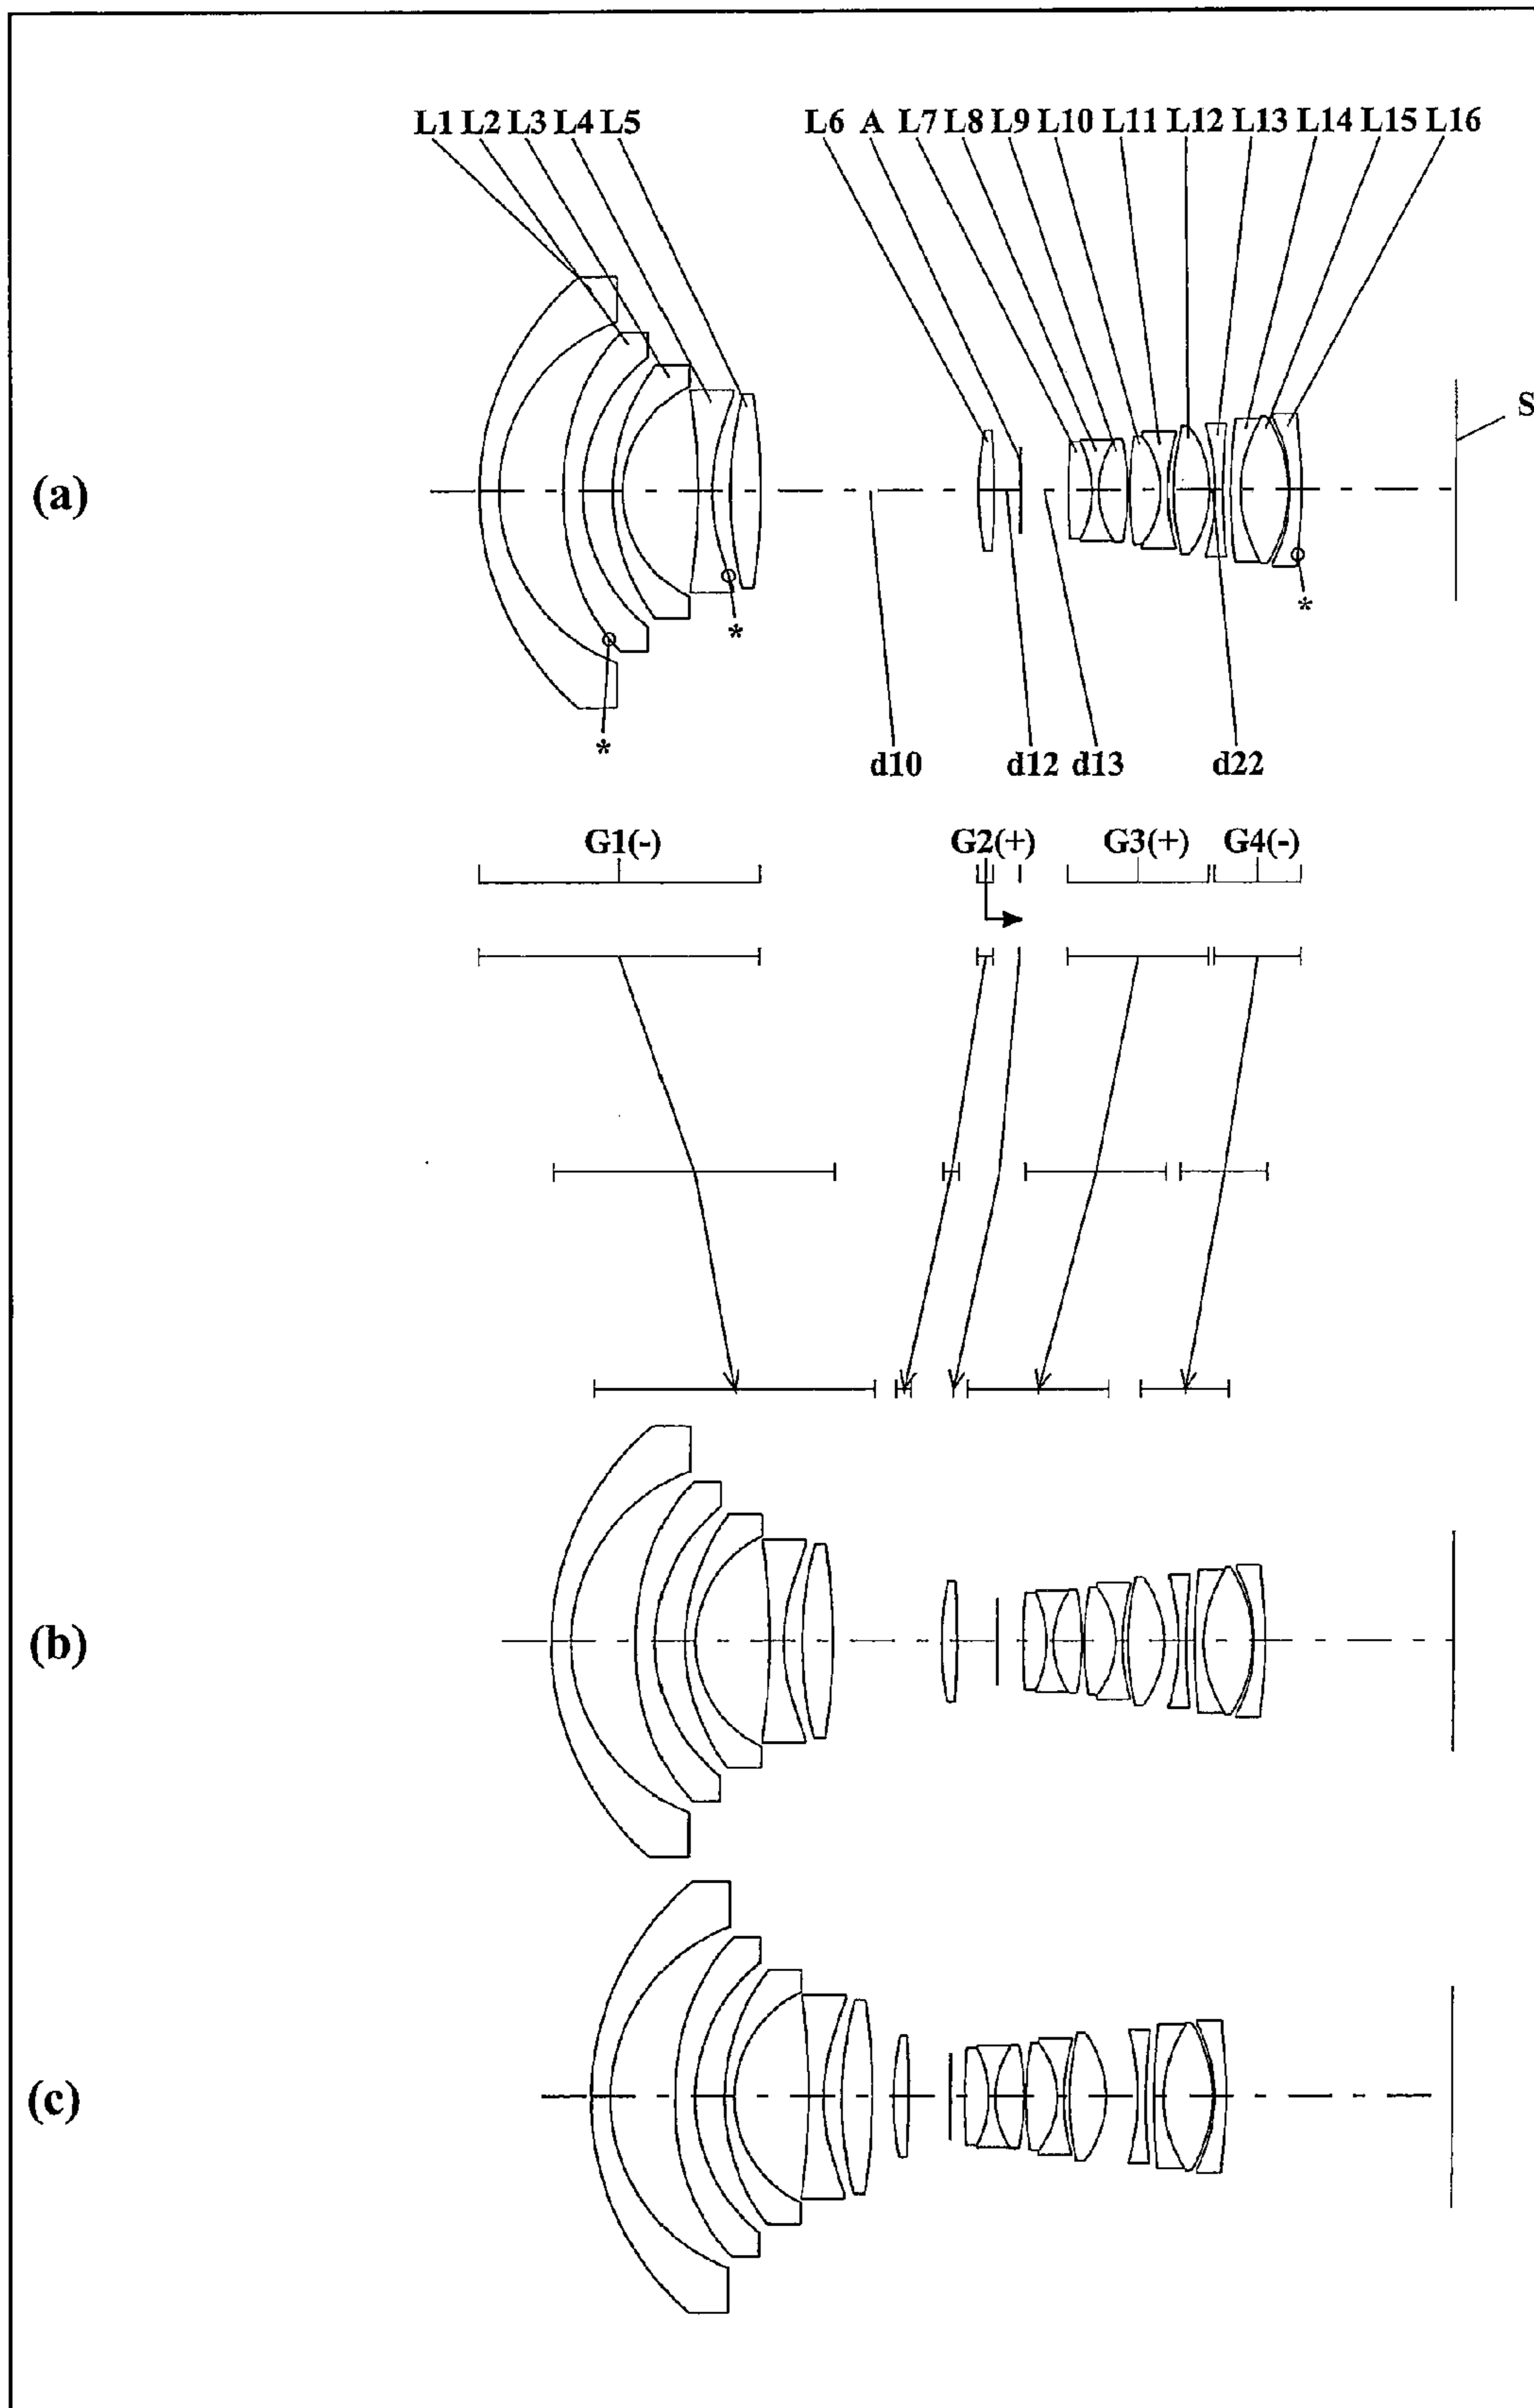 L1 L2 L3 L4 L5 L6 A L7 L8 L9 L10 L11 L12 L13 L14 L15 L16
S
(a)
*
*
*
d10 d12 d13 d22
G1(-) G2(+) G3(+) G4(-)
(b)
(c)